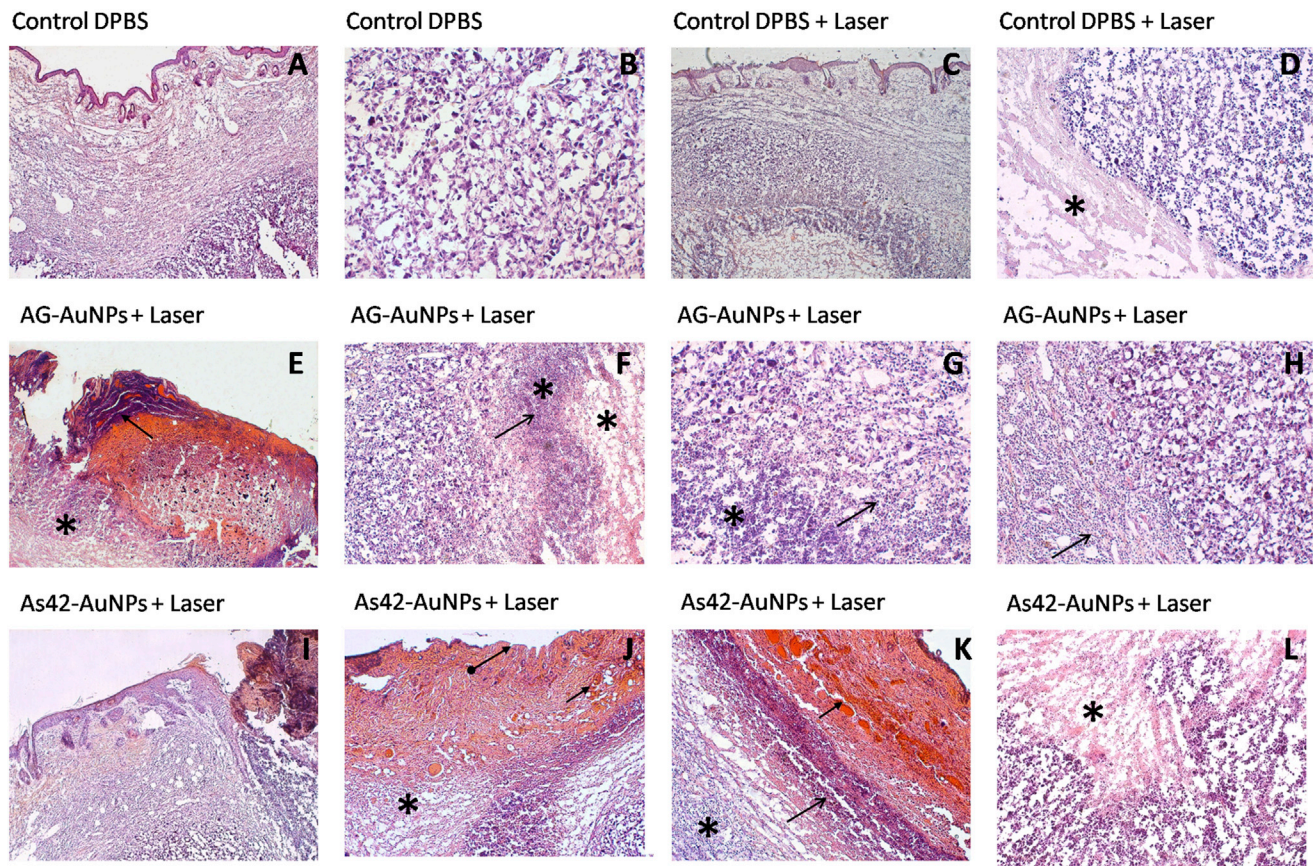 Control DPBS
Control DPBS
Control DPBS + Laser
Control DPBS + Laser
A
B
C
D
*
AG-AuNPs + Laser
AG-AuNPs + Laser
AG-AuNPs + Laser
AG-AuNPs + Laser
E
F
G
H
*
*
*
*
As42-AuNPs + Laser
As42-AuNPs + Laser
As42-AuNPs + Laser
As42-AuNPs + Laser
I
J
K
L
*
*
*